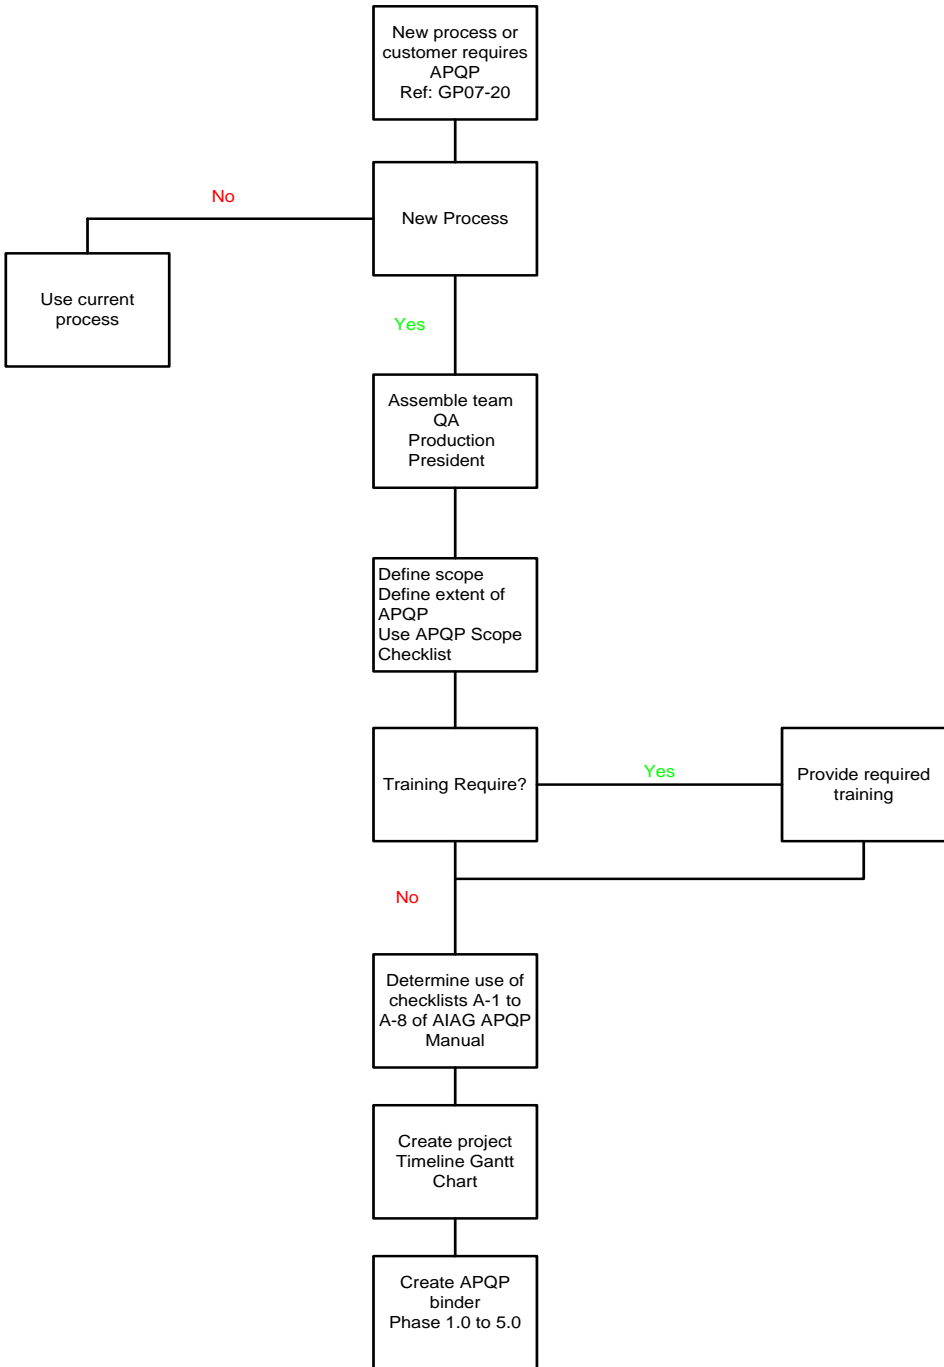 New process or
customer requires
APQP
Ref: GP07-20
No
New Process
Use current
process
Yes
Assemble team
QA
Production
President
Define scope
Define extent of
APQP
Use APQP Scope
Checklist
Training Require?
Yes
Provide required
training
No
Determine use of
checklists A-1 to
A-8 of AIAG APQP
Manual
Create project
Timeline Gantt
Chart
Create APQP
binder
Phase 1.0 to 5.0